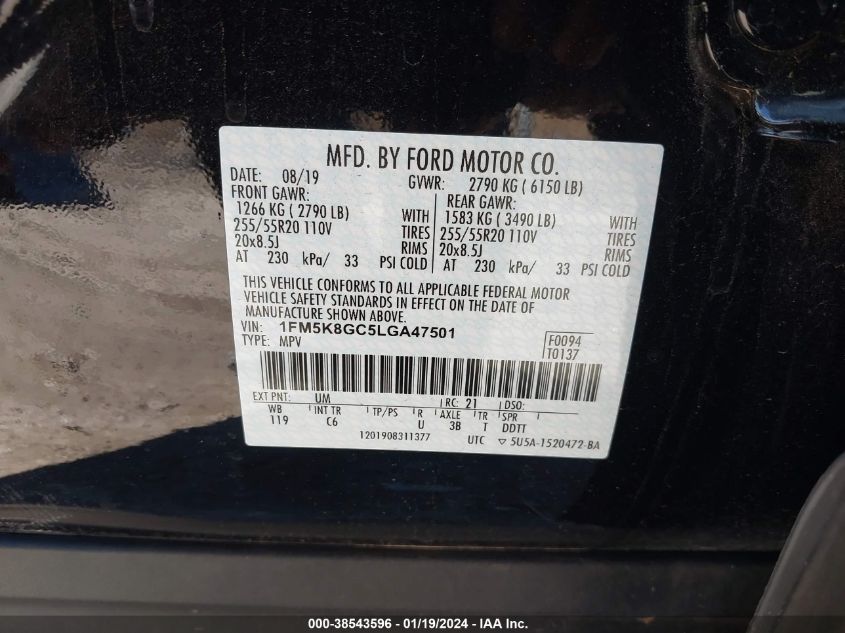 MFD. BY FORD MOTOR CO.
DATE: 08/19 GVWR: 2790 KG ( 6150 LB)
FRONT GAWR: REAR GAWR:
1266 KG ( 2790 LB) WITH 1583 KG ( 3490 LB) WITH
255/55R20 110V TIRES 255/55R20 110V TIRES
20x8.5J RIMS 20x8.5J RIMS
AT 230 kPa/ 33 PSI COLD AT 230 kPa/ 33 PSI COLD
THIS VEHICLE CONFORMS TO ALL APPLICABLE FEDERAL MOTOR
VEHICLE SAFETY STANDARDS IN EFFECT ON THE DATE OF
MANUFACTURE SHOWN ABOVE.
VIN: 1FM5K8GC5LGA47501
TYPE: MPV
F0094
T0137
EXT PNT: UM RC: 21 DSO:
WB INT TR TP/PS R AXLE TR SPR
119 C6 U 3B T DDTT
1201908311377 UTC ▽ 5U5A-1520472-BA
000-38543596 - 01/19/2024 - IAA Inc.